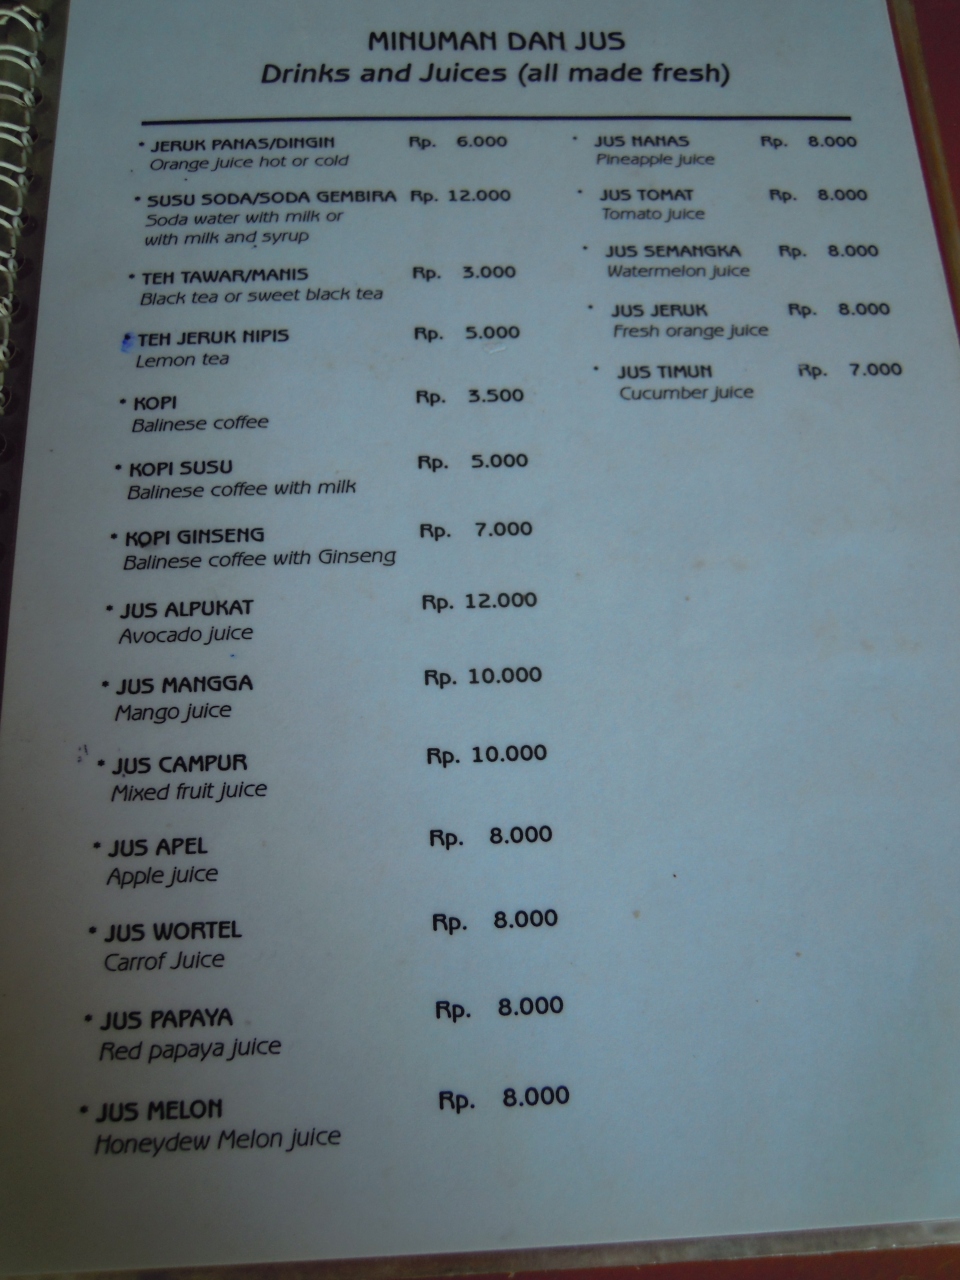 MINUMAN DAN JUS
Drinks and Juices (all made fresh)
* JERUK PANAS/DINGIN Rp. 6.000
Orange juice hot or cold
* SUSU SODA/SODA GEMBIRA Rp. 12.000
Soda water with milk or
with milk and syrup
* TEH TAWAR/MANIS Rp. 3.000
Black tea or sweet black tea
* TEH JERUK NIPIS Rp. 5.000
Lemon tea
* KOPI Rp. 3.500
Balinese coffee
* KOPI SUSU Rp. 5.000
Balinese coffee with milk
* KOPI GINSENG Rp. 7.000
Balinese coffee with Ginseng
* JUS ALPUKAT Rp. 12.000
Avocado juice
* JUS MANGGA Rp. 10.000
Mango juice
* JUS CAMPUR Rp. 10.000
Mixed fruit juice
* JUS APEL Rp. 8.000
Apple juice
* JUS WORTEL Rp. 8.000
Carrof Juice
* JUS PAPAYA Rp. 8.000
Red papaya juice
* JUS MELON Rp. 8.000
Honeydew Melon juice
* JUS NANAS Rp. 8.000
Pineapple juice
* JUS TOMAT Rp. 8.000
Tomato juice
* JUS SEMANGKA Rp. 8.000
Watermelon juice
* JUS JERUK Rp. 8.000
Fresh orange juice
* JUS TIMUN Rp. 7.000
Cucumber juice